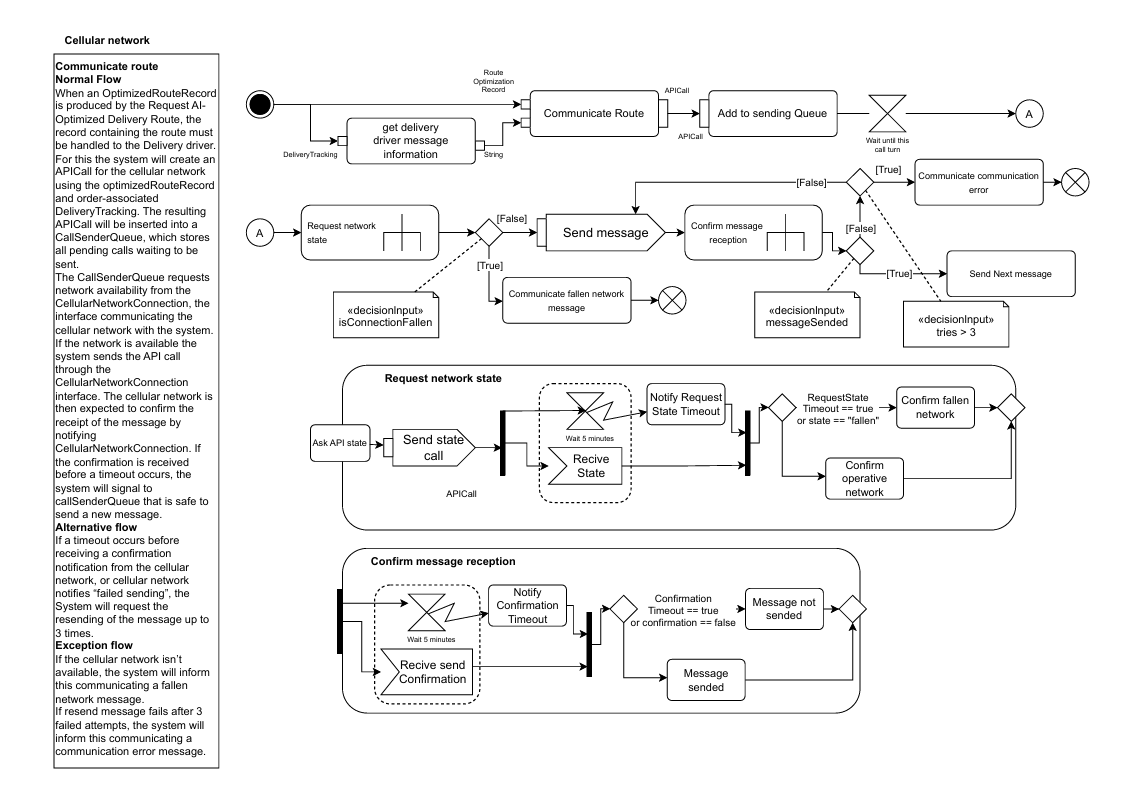 Cellular network
Communicate route
Normal Flow
When an OptimizedRouteRecord
is produced by the Request AI-
Optimized Delivery Route, the
record containing the route must
be handled to the Delivery driver.
For this the system will create an
APICall for the cellular network
using the optimizedRouteRecord
and order-associated
DeliveryTracking. The resulting
APICall will be inserted into a
CallSenderQueue, which stores
all pending calls waiting to be
sent.
The CallSenderQueue requests
network availability from the
CellularNetworkConnection, the
interface communicating the
cellular network with the system.
If the network is available the
system sends the API call
through the
CellularNetworkConnection
interface. The cellular network is
then expected to confirm the
receipt of the message by
notifying
CellularNetworkConnection. If
the confirmation is received
before a timeout occurs, the
system will signal to
callSenderQueue that is safe to
send a new message.
Alternative flow
If a timeout occurs before
receiving a confirmation
notification from the cellular
network, or cellular network
notifies “failed sending”, the
System will request the
resending of the message up to
3 times.
Exception flow
If the cellular network isn’t
available, the system will inform
this communicating a fallen
network message.
If resend message fails after 3
failed attempts, the system will
inform this communicating a
communication error message.
Route
Optimization
Record
DeliveryTracking
get delivery
driver message
information
String
Communicate Route
APICall
APICall
Add to sending Queue
Wait until this
call turn
A
A
Request network
state
[False]
[True]
«decisionInput»
isConnectionFallen
Communicate fallen network
message
Send message
Confirm message
reception
[False]
[True]
Communicate communication
error
[False]
[True]
Send Next message
«decisionInput»
messageSended
«decisionInput»
tries > 3
Request network state
Ask API state
Send state
call
APICall
Wait 5 minutes
Recive
State
Notify Request
State Timeout
RequestState
Timeout == true
or state == "fallen"
Confirm fallen
network
Confirm
operative
network
Confirm message reception
Wait 5 minutes
Recive send
Confirmation
Notify
Confirmation
Timeout
Confirmation
Timeout == true
or confirmation == false
Message not
sended
Message
sended